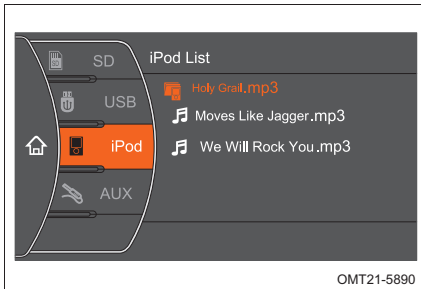 SD
iPod List
USB
Holy Grail.mp3
Moves Like Jagger.mp3
iPod
We Will Rock You.mp3
AUX
OMT21-5890